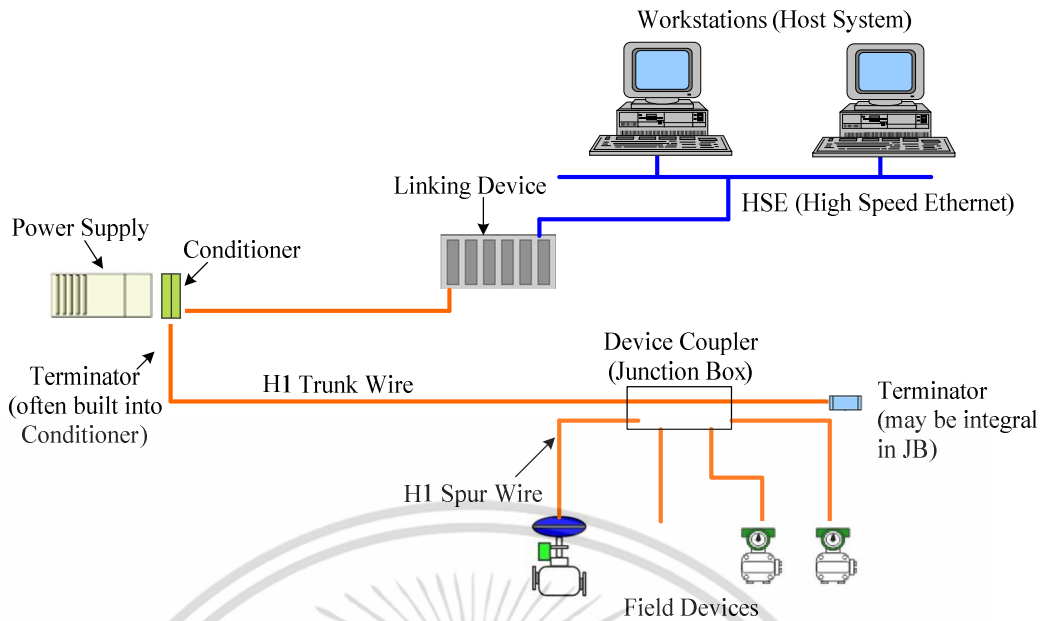 Workstations (Host System)
Linking Device
HSE (High Speed Ethernet)
Power Supply
Conditioner
Device Coupler
(Junction Box)
Terminator
(often built into
Conditioner)
H1 Trunk Wire
Terminator
(may be integral
in JB)
H1 Spur Wire
Field Devices